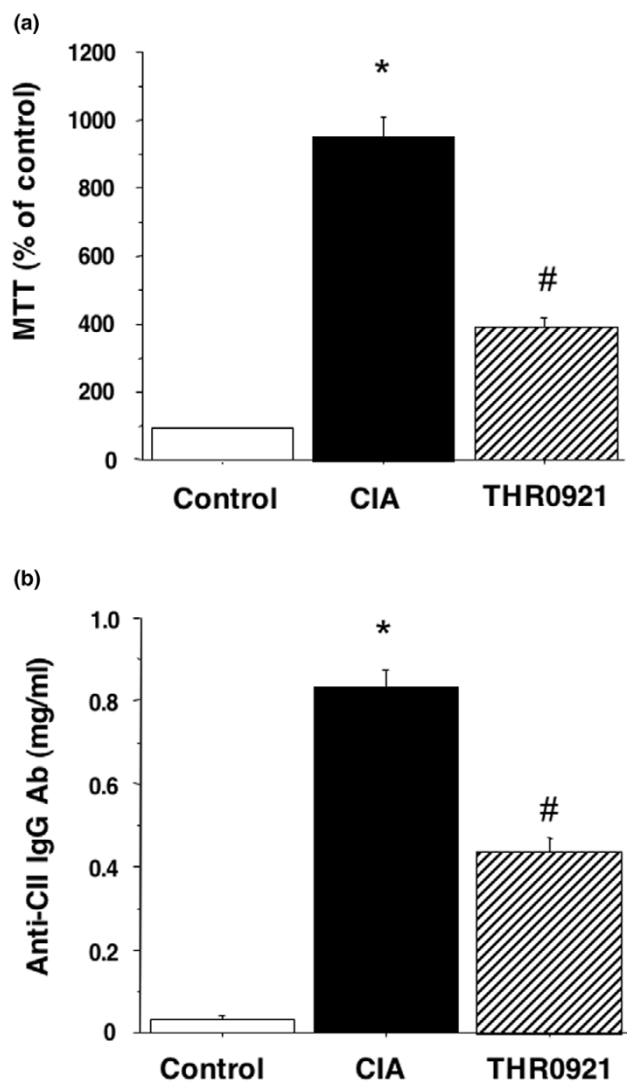 (a)
MTT (% of control)
1200
1000
800
600
400
200
0
*
#
Control CIA THR0921
(b)
Anti-CII IgG Ab (mg/ml)
1.0
0.8
0.6
0.4
0.2
0
*
#
Control CIA THR0921